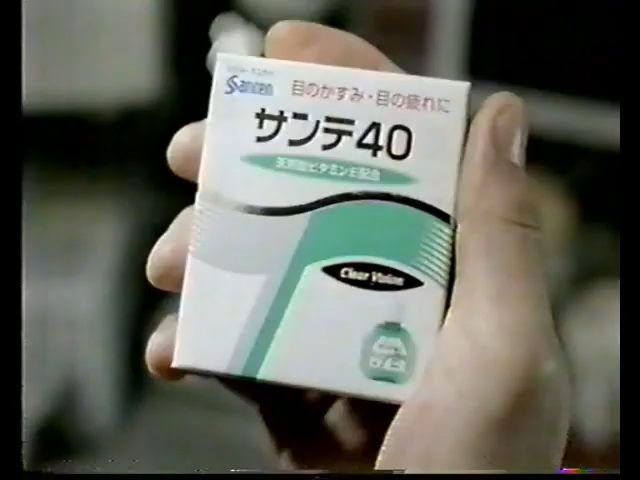 Santen
目のかすみ・目の疲れに
サンテ40
天然型ビタミンE配合
Clear Vision